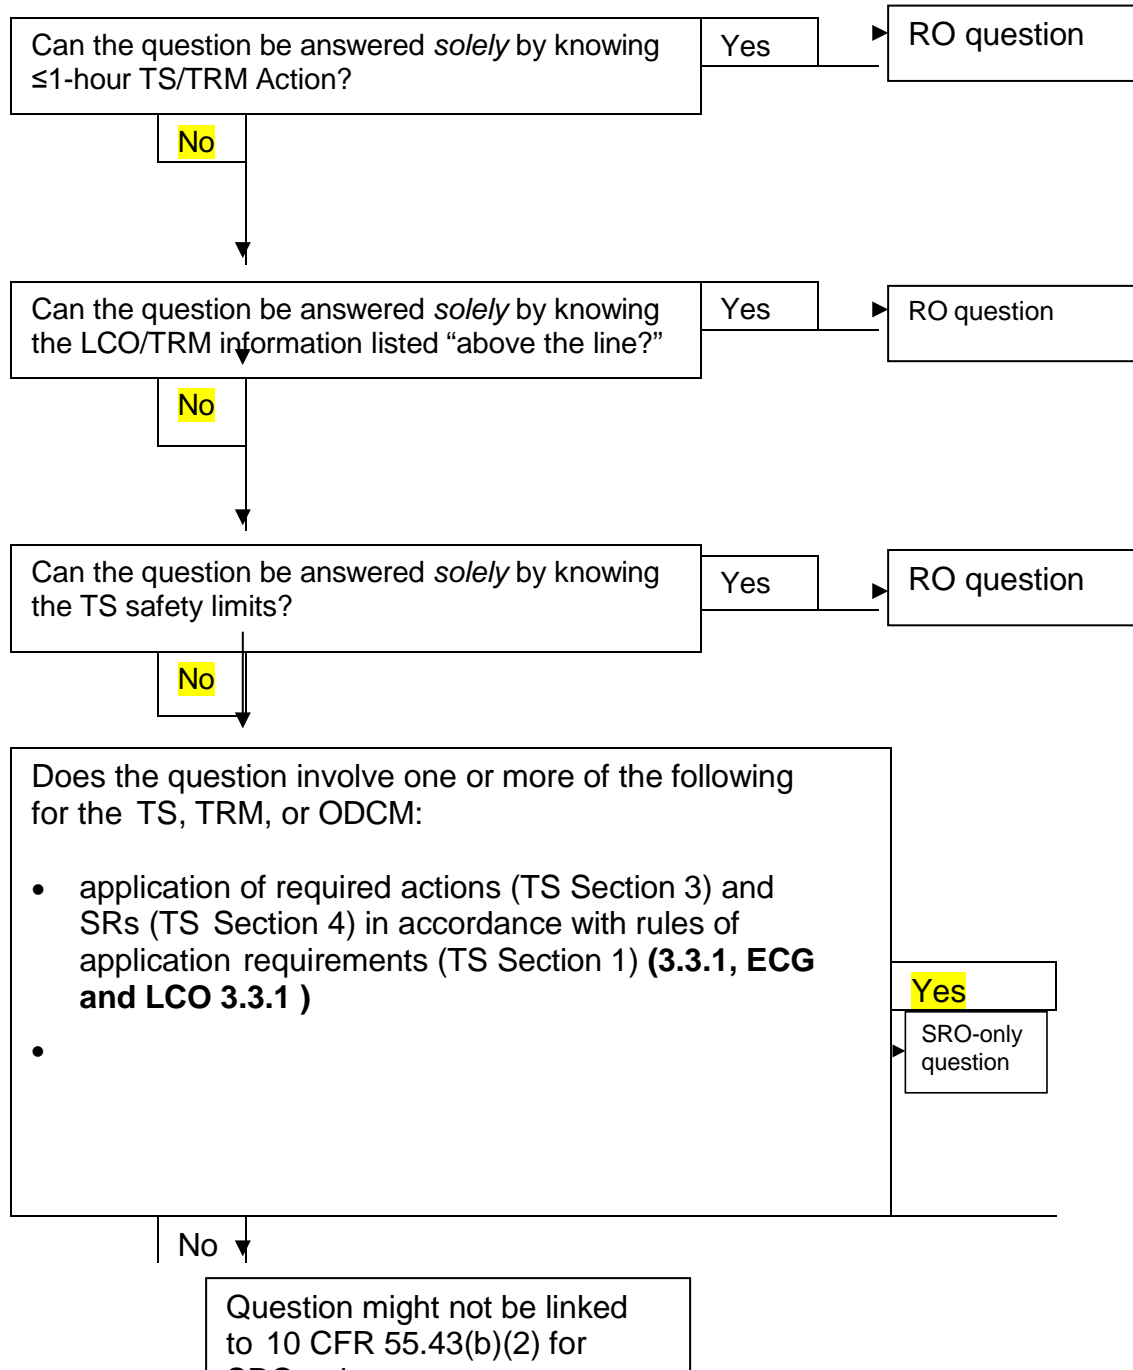 Can the question be answered solely by knowing
≤1-hour TS/TRM Action?
Yes
RO question
No
Can the question be answered solely by knowing
the LCO/TRM information listed “above the line?”
Yes
RO question
No
Can the question be answered solely by knowing
the TS safety limits?
Yes
RO question
No
Does the question involve one or more of the following
for the TS, TRM, or ODCM:
• application of required actions (TS Section 3) and
SRs (TS Section 4) in accordance with rules of
application requirements (TS Section 1) (3.3.1, ECG
and LCO 3.3.1 )
•
Yes
SRO-only
question
No
Question might not be linked
to 10 CFR 55.43(b)(2) for